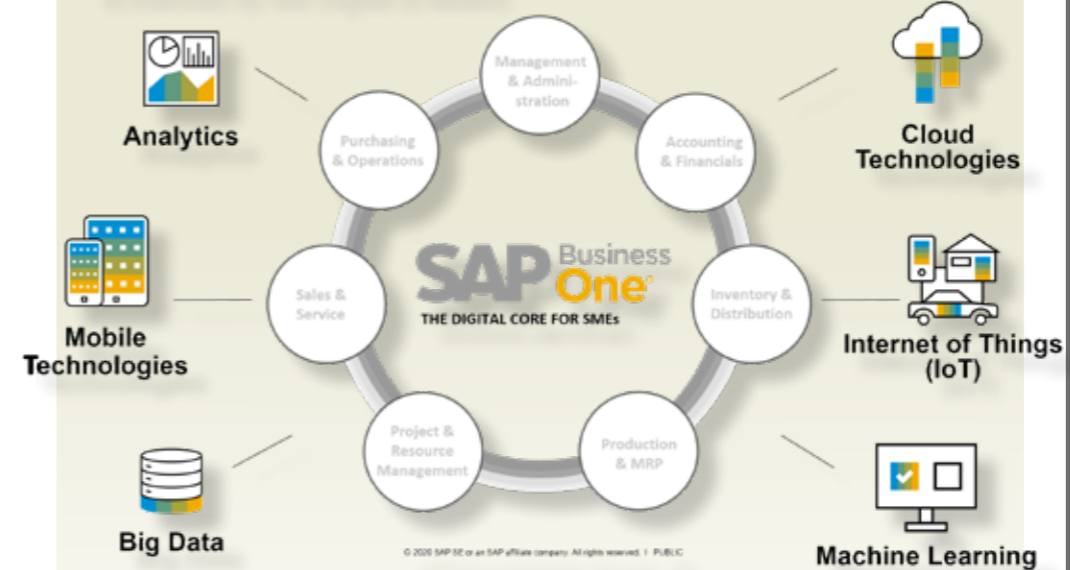 Management
& Admini-
stration
Purchasing
& Operations
Accounting
& Financials
Analytics
Cloud
Technologies
SAP Business
One®
THE DIGITAL CORE FOR SMEs
Sales &
Service
Inventory &
Distribution
Mobile
Technologies
Internet of Things
(IoT)
Project &
Resource
Management
Production
& MRP
Big Data
Machine Learning
© 2020 SAP SE or an SAP affiliate company. All rights reserved. I PUBLIC